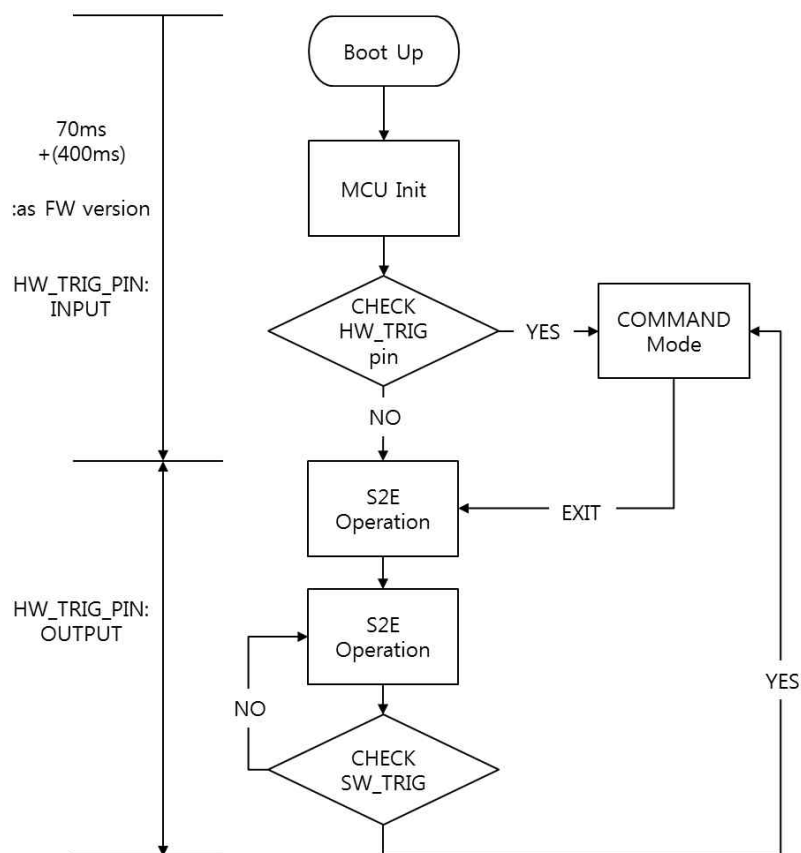 Boot Up
70ms
+(400ms)
:as FW version
MCU Init
HW_TRIG_PIN:
INPUT
CHECK
HW_TRIG
pin
YES
COMMAND
Mode
NO
S2E
Operation
EXIT
HW_TRIG_PIN:
OUTPUT
S2E
Operation
YES
NO
CHECK
SW_TRIG